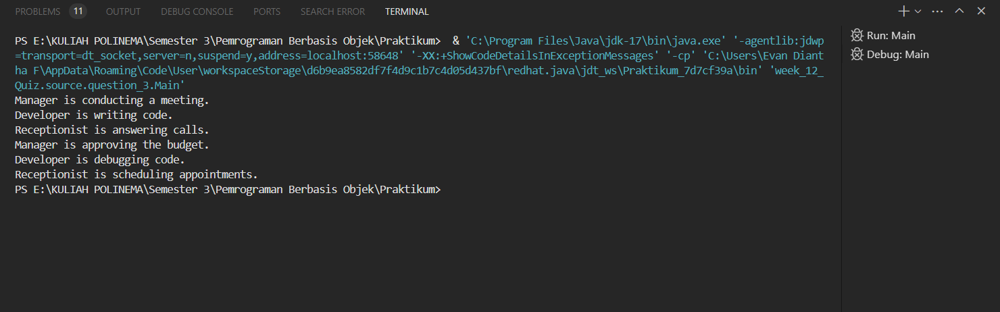 PROBLEMS 11 OUTPUT DEBUG CONSOLE PORTS SEARCH ERROR TERMINAL
PS E:\KULIAH POLINEMA\Semester 3\Pemrograman Berbasis Objek\Praktikum>  & 'C:\Program Files\Java\jdk-17\bin\java.exe' '-agentlib:jdwp
=transport=dt_socket,server=n,suspend=y,address=localhost:58648' '-XX:+ShowCodeDetailsInExceptionMessages' '-cp' 'C:\Users\Evan Diant
ha F\AppData\Roaming\Code\User\workspaceStorage\d6b9ea8582df7f4d9c1b7c4d05d437bf\redhat.java\jdt_ws\Praktikum_7d7cf39a\bin' 'week_12_
Quiz.source.question_3.Main'
Manager is conducting a meeting.
Developer is writing code.
Receptionist is answering calls.
Manager is approving the budget.
Developer is debugging code.
Receptionist is scheduling appointments.
PS E:\KULIAH POLINEMA\Semester 3\Pemrograman Berbasis Objek\Praktikum>
Run: Main
Debug: Main